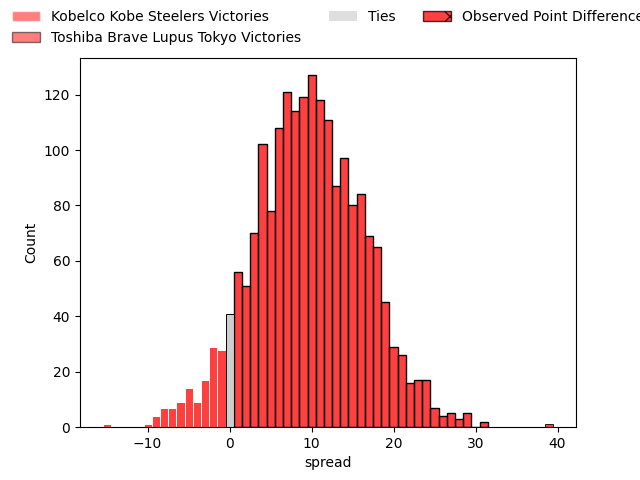 Kobelco Kobe Steelers Victories
Toshiba Brave Lupus Tokyo Victories
Ties
Observed Point Difference
Count
120
100
80
60
40
20
0
−10
0
10
20
30
40
spread